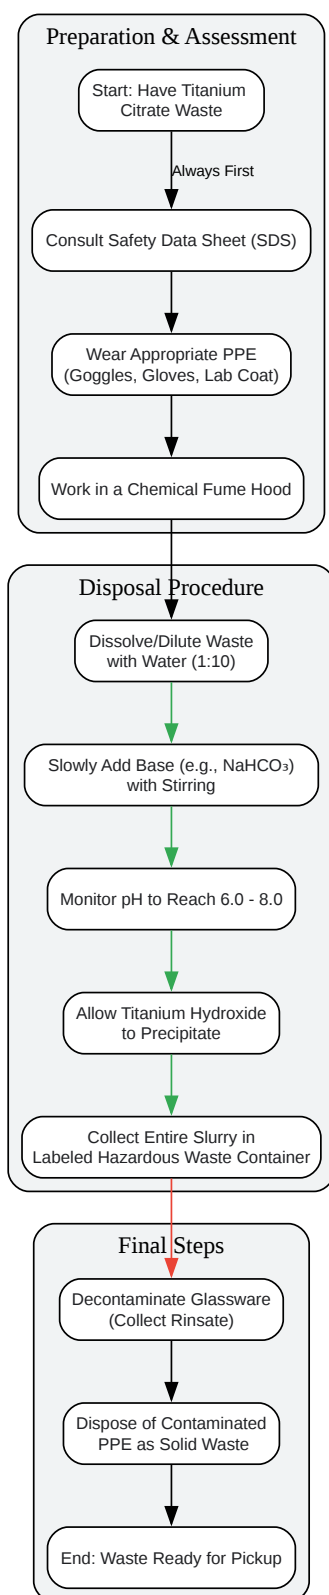 Preparation & Assessment
Start: Have Titanium
Citrate Waste
Always First
Consult Safety Data Sheet (SDS)
Wear Appropriate PPE
(Goggles, Gloves, Lab Coat)
Work in a Chemical Fume Hood
Disposal Procedure
Dissolve/Dilute Waste
with Water (1:10)
Slowly Add Base (e.g., NaHCO₃)
with Stirring
Monitor pH to Reach 6.0 - 8.0
Allow Titanium Hydroxide
to Precipitate
Collect Entire Slurry in
Labeled Hazardous Waste Container
Final Steps
Decontaminate Glassware
(Collect Rinsate)
Dispose of Contaminated
PPE as Solid Waste
End: Waste Ready for Pickup